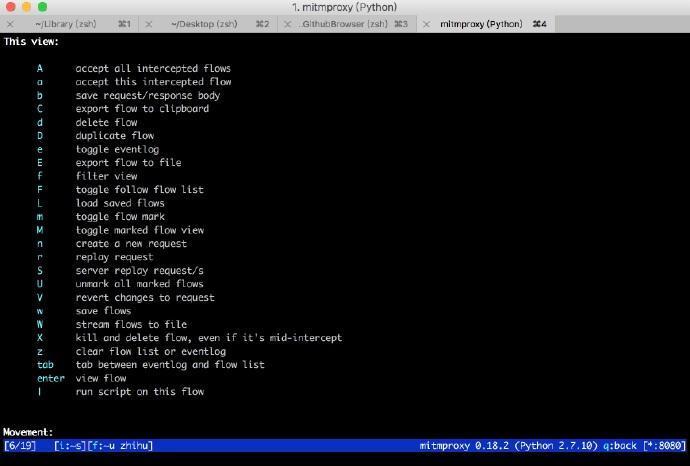 1. mitmproxy (Python)
~/Library (zsh) ⌘1 × ~/Desktop (zsh) ⌘2 × ..GithubBrowser (zsh) ⌘3 × mitmproxy (Python) ⌘4
This view:
A accept all intercepted flows
a accept this intercepted flow
b save request/response body
C export flow to clipboard
d delete flow
D duplicate flow
e toggle eventlog
E export flow to file
f filter view
F toggle follow flow list
L load saved flows
m toggle flow mark
M toggle marked flow view
n create a new request
r replay request
S server replay request/s
U unmark all marked flows
V revert changes to request
w save flows
W stream flows to file
X kill and delete flow, even if it's mid-intercept
z clear flow list or eventlog
tab tab between eventlog and flow list
enter view flow
| run script on this flow
Movement:
[6/19] [i:~s][f:~u zhihu] mitmproxy 0.18.2 (Python 2.7.10) q:back [*:8080]